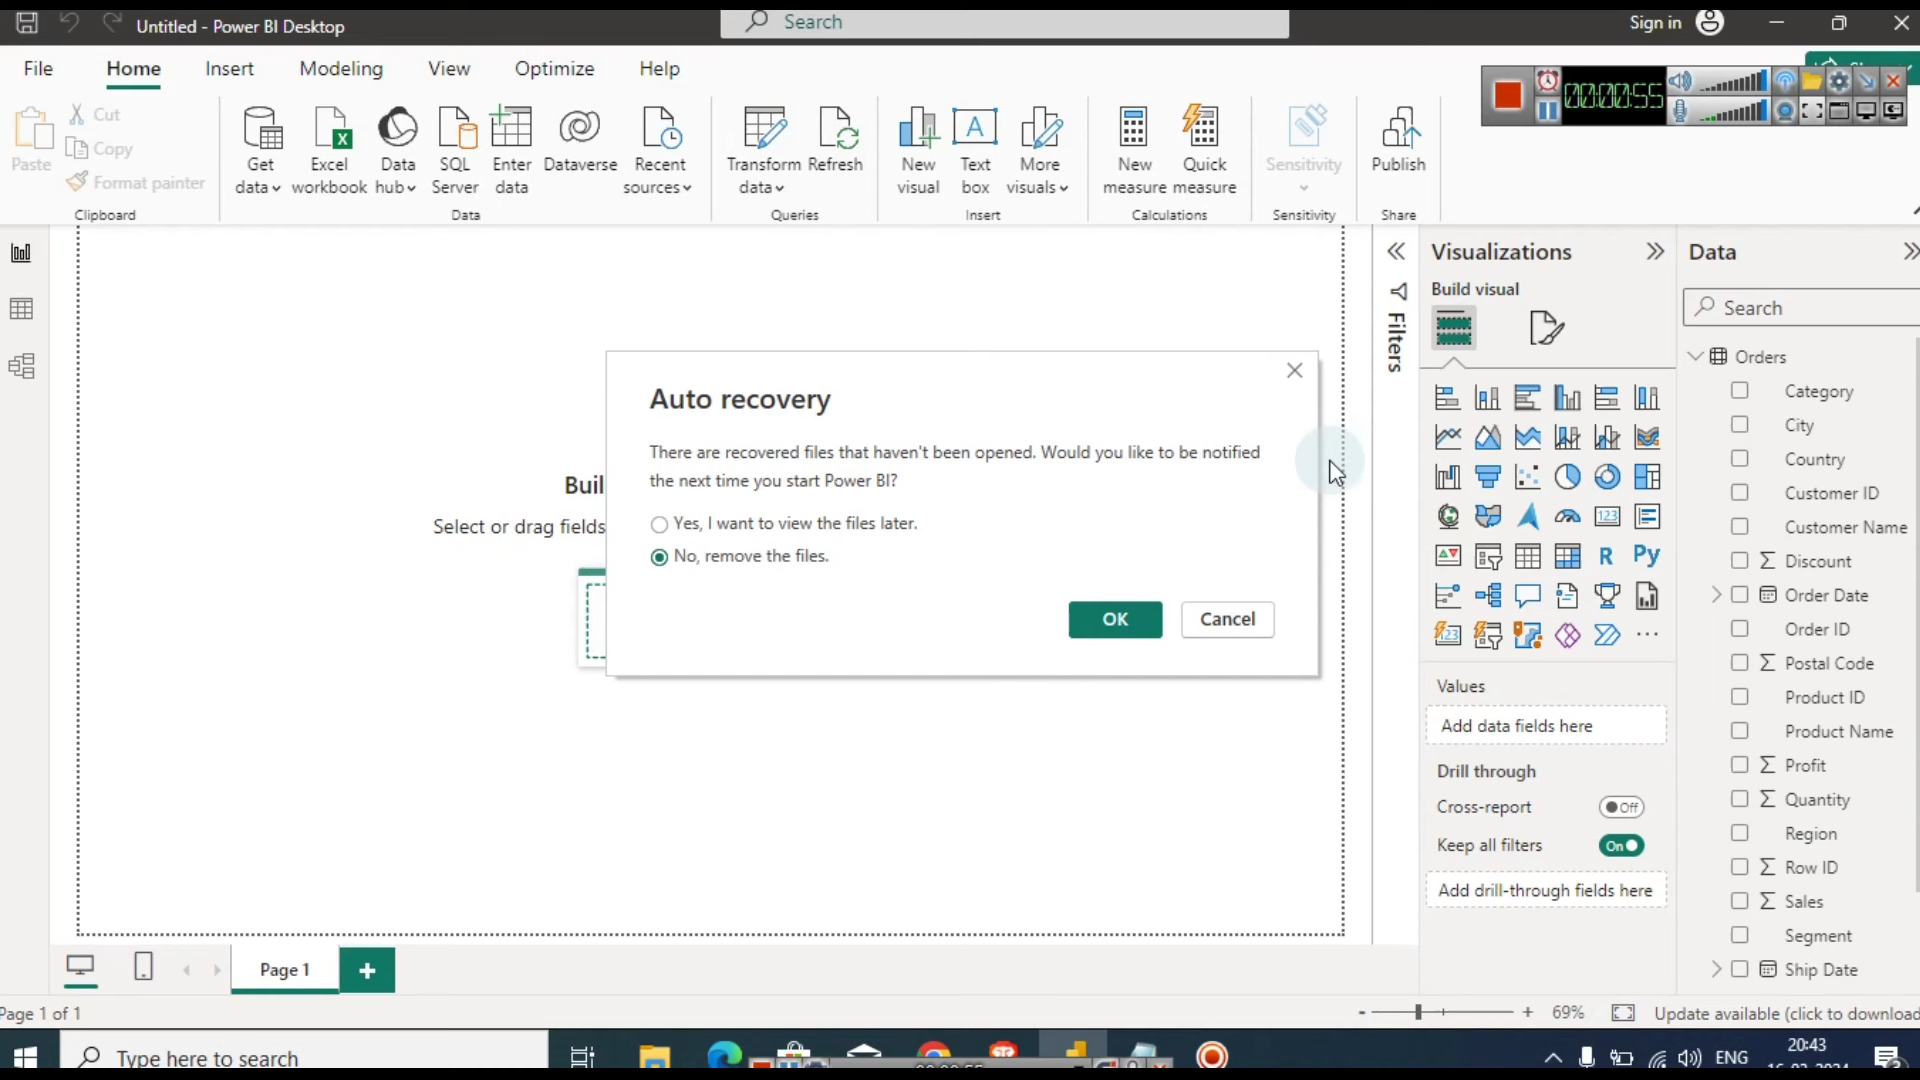 Untitled - Power BI Desktop
Search
Sign in
File
Home
Insert
Modeling
View
Optimize
Help
00:00:55
Paste
Cut
Copy
Format painter
Clipboard
Get data
Excel workbook
Data hub
SQL Server
Enter data
Dataverse
Recent sources
Data
Transform data
Refresh
Queries
New visual
Text box
More visuals
Insert
New measure
Quick measure
Calculations
Sensitivity
Sensitivity
Publish
Share
Auto recovery
There are recovered files that haven't been opened. Would you like to be notified
the next time you start Power BI?
Yes, I want to view the files later.
No, remove the files.
OK
Cancel
Select or drag fields
Filters
Visualizations
Build visual
123
R
Py
123
Values
Add data fields here
Drill through
Cross-report
Off
Keep all filters
On
Add drill-through fields here
Data
Search
Orders
Category
City
Country
Customer ID
Customer Name
Discount
Order Date
Order ID
Postal Code
Product ID
Product Name
Profit
Quantity
Region
Row ID
Sales
Segment
Ship Date
Page 1
Page 1 of 1
69%
Update available (click to download
Type here to search
ENG
20:43